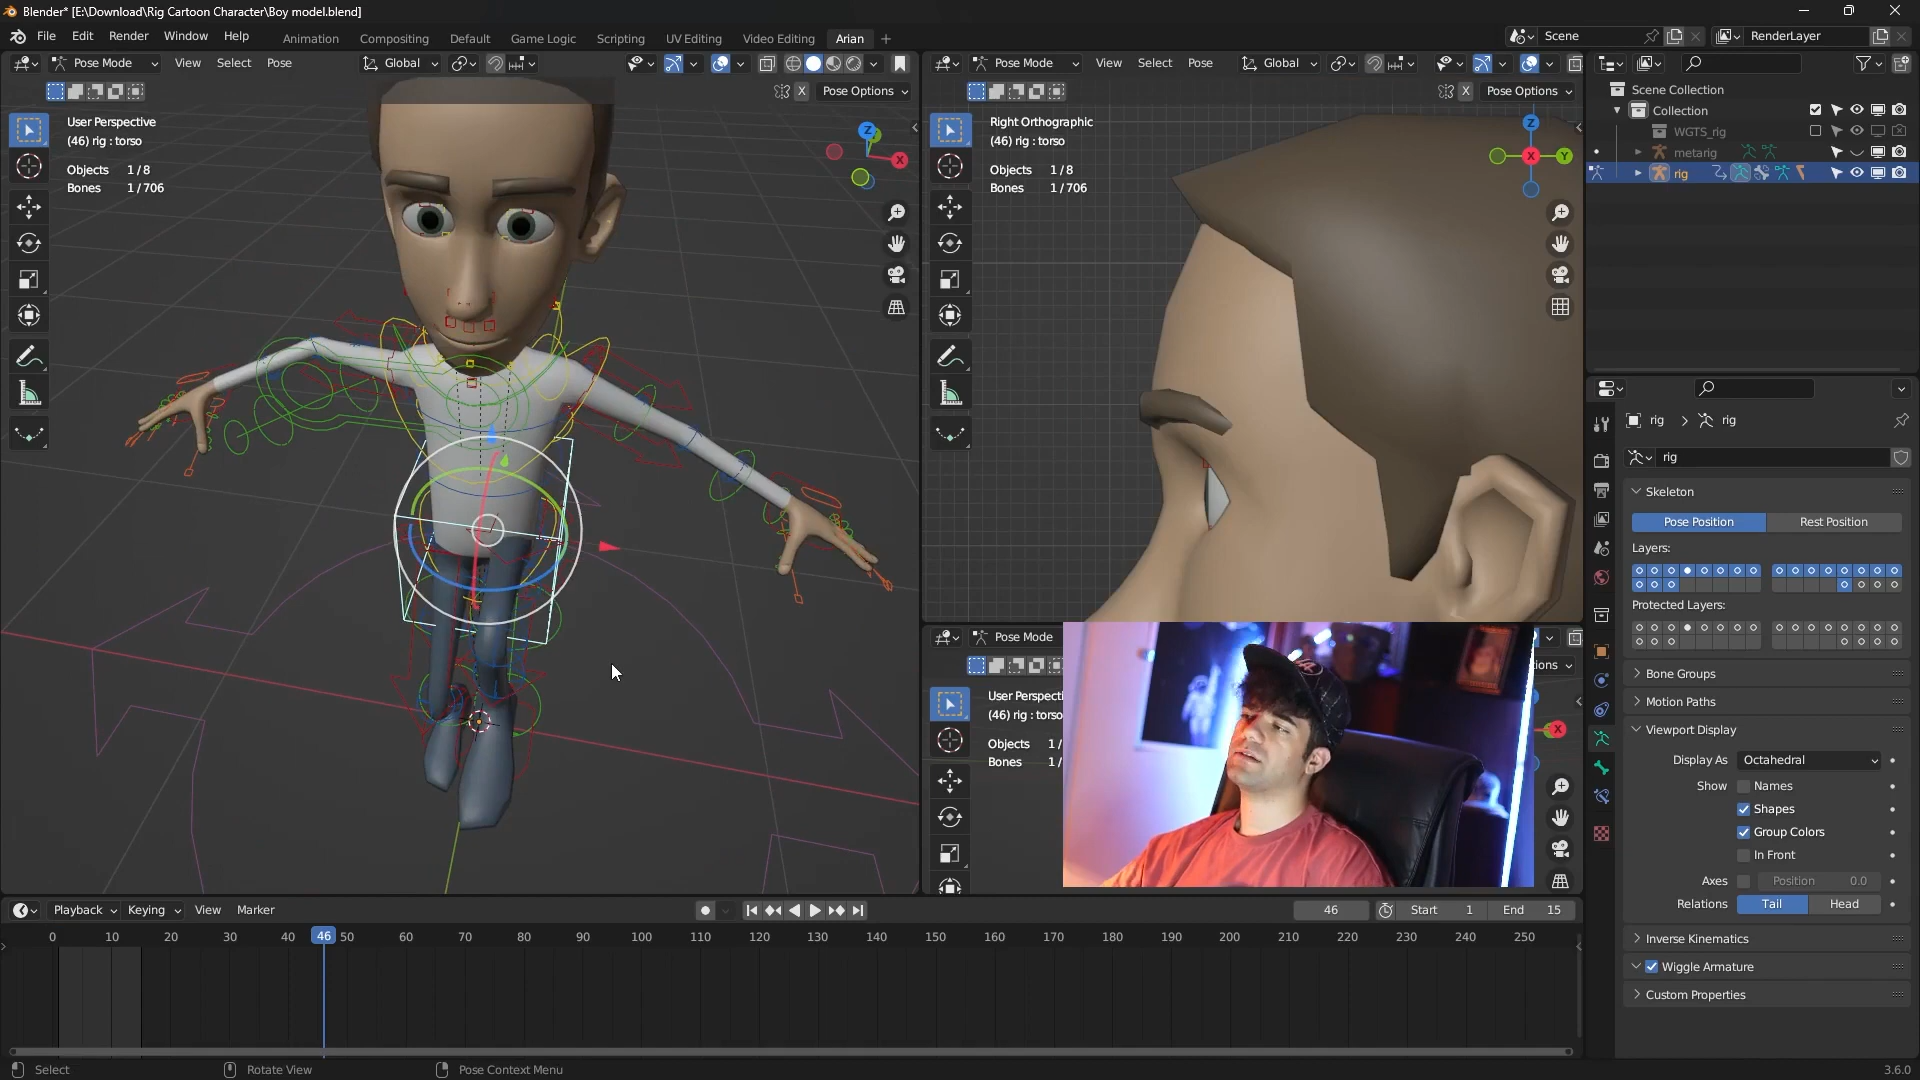 Blender* [E:\Download\Rig Cartoon Character\Boy model.blend]
File Edit Render Window Help
Animation Compositing Default Game Logic Scripting UV Editing Video Editing Arian
Scene
RenderLayer
Pose Mode View Select Pose Global
X Pose Options
User Perspective
(46) rig : torso
Objects 1/8
Bones 1/706
Z
X
Pose Mode View Select Pose Global
X Pose Options
Right Orthographic
(46) rig : torso
Objects 1/8
Bones 1/706
Z
X
Y
Pose Mode
ions
User Perspecti
(46) rig : torso
Objects 1/
Bones 1/
X
Scene Collection
Collection
WGTS_rig
metarig
rig
rig > rig
rig
Skeleton
Pose Position Rest Position
Layers:
Protected Layers:
Bone Groups
Motion Paths
Viewport Display
Display As Octahedral
Show Names
Shapes
Group Colors
In Front
Axes Position 0.0
Relations Tail Head
Inverse Kinematics
Wiggle Armature
Custom Properties
Playback Keying View Marker
46 Start 1 End 15
0 10 20 30 40 46 50 60 70 80 90 100 110 120 130 140 150 160 170 180 190 200 210 220 230 240 250
Select Rotate View Pose Context Menu
3.6.0